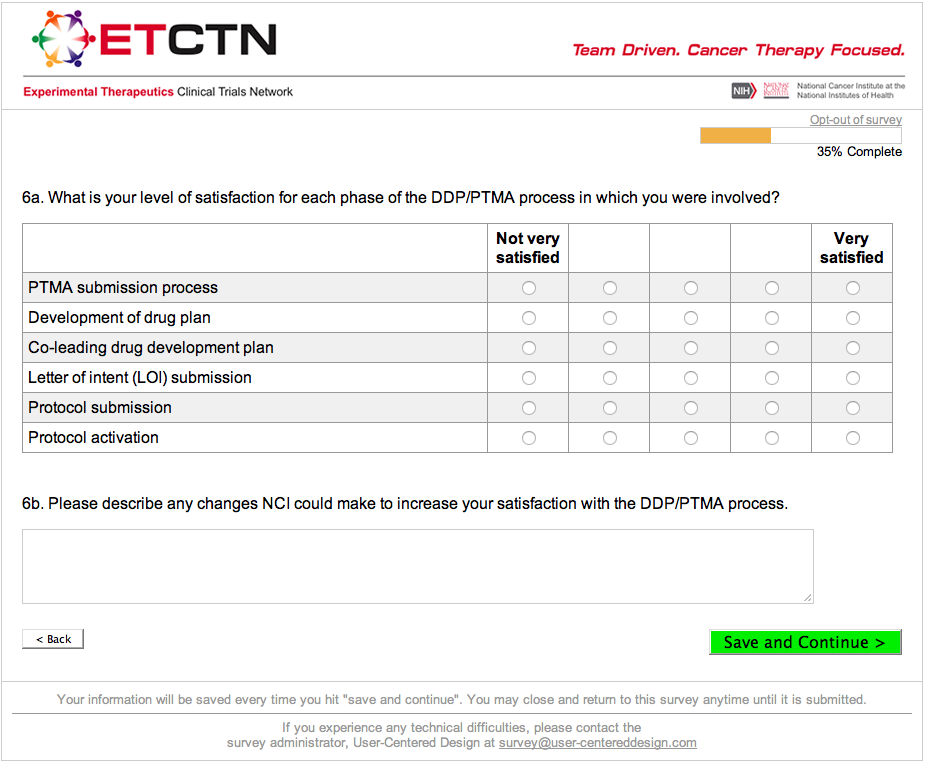 ETCTN
Team Driven. Cancer Therapy Focused.
Experimental Therapeutics Clinical Trials Network
NIH
NATIONAL
CANCER
INSTITUTE
National Cancer Institute at the
National Institutes of Health
Opt-out of survey
35% Complete
6a. What is your level of satisfaction for each phase of the DDP/PTMA process in which you were involved?
Not very
satisfied
Very
satisfied
PTMA submission process
Development of drug plan
Co-leading drug development plan
Letter of intent (LOI) submission
Protocol submission
Protocol activation
6b. Please describe any changes NCI could make to increase your satisfaction with the DDP/PTMA process.
< Back
Save and Continue >
Your information will be saved every time you hit "save and continue". You may close and return to this survey anytime until it is submitted.
If you experience any technical difficulties, please contact the
survey administrator, User-Centered Design at survey@user-centereddesign.com